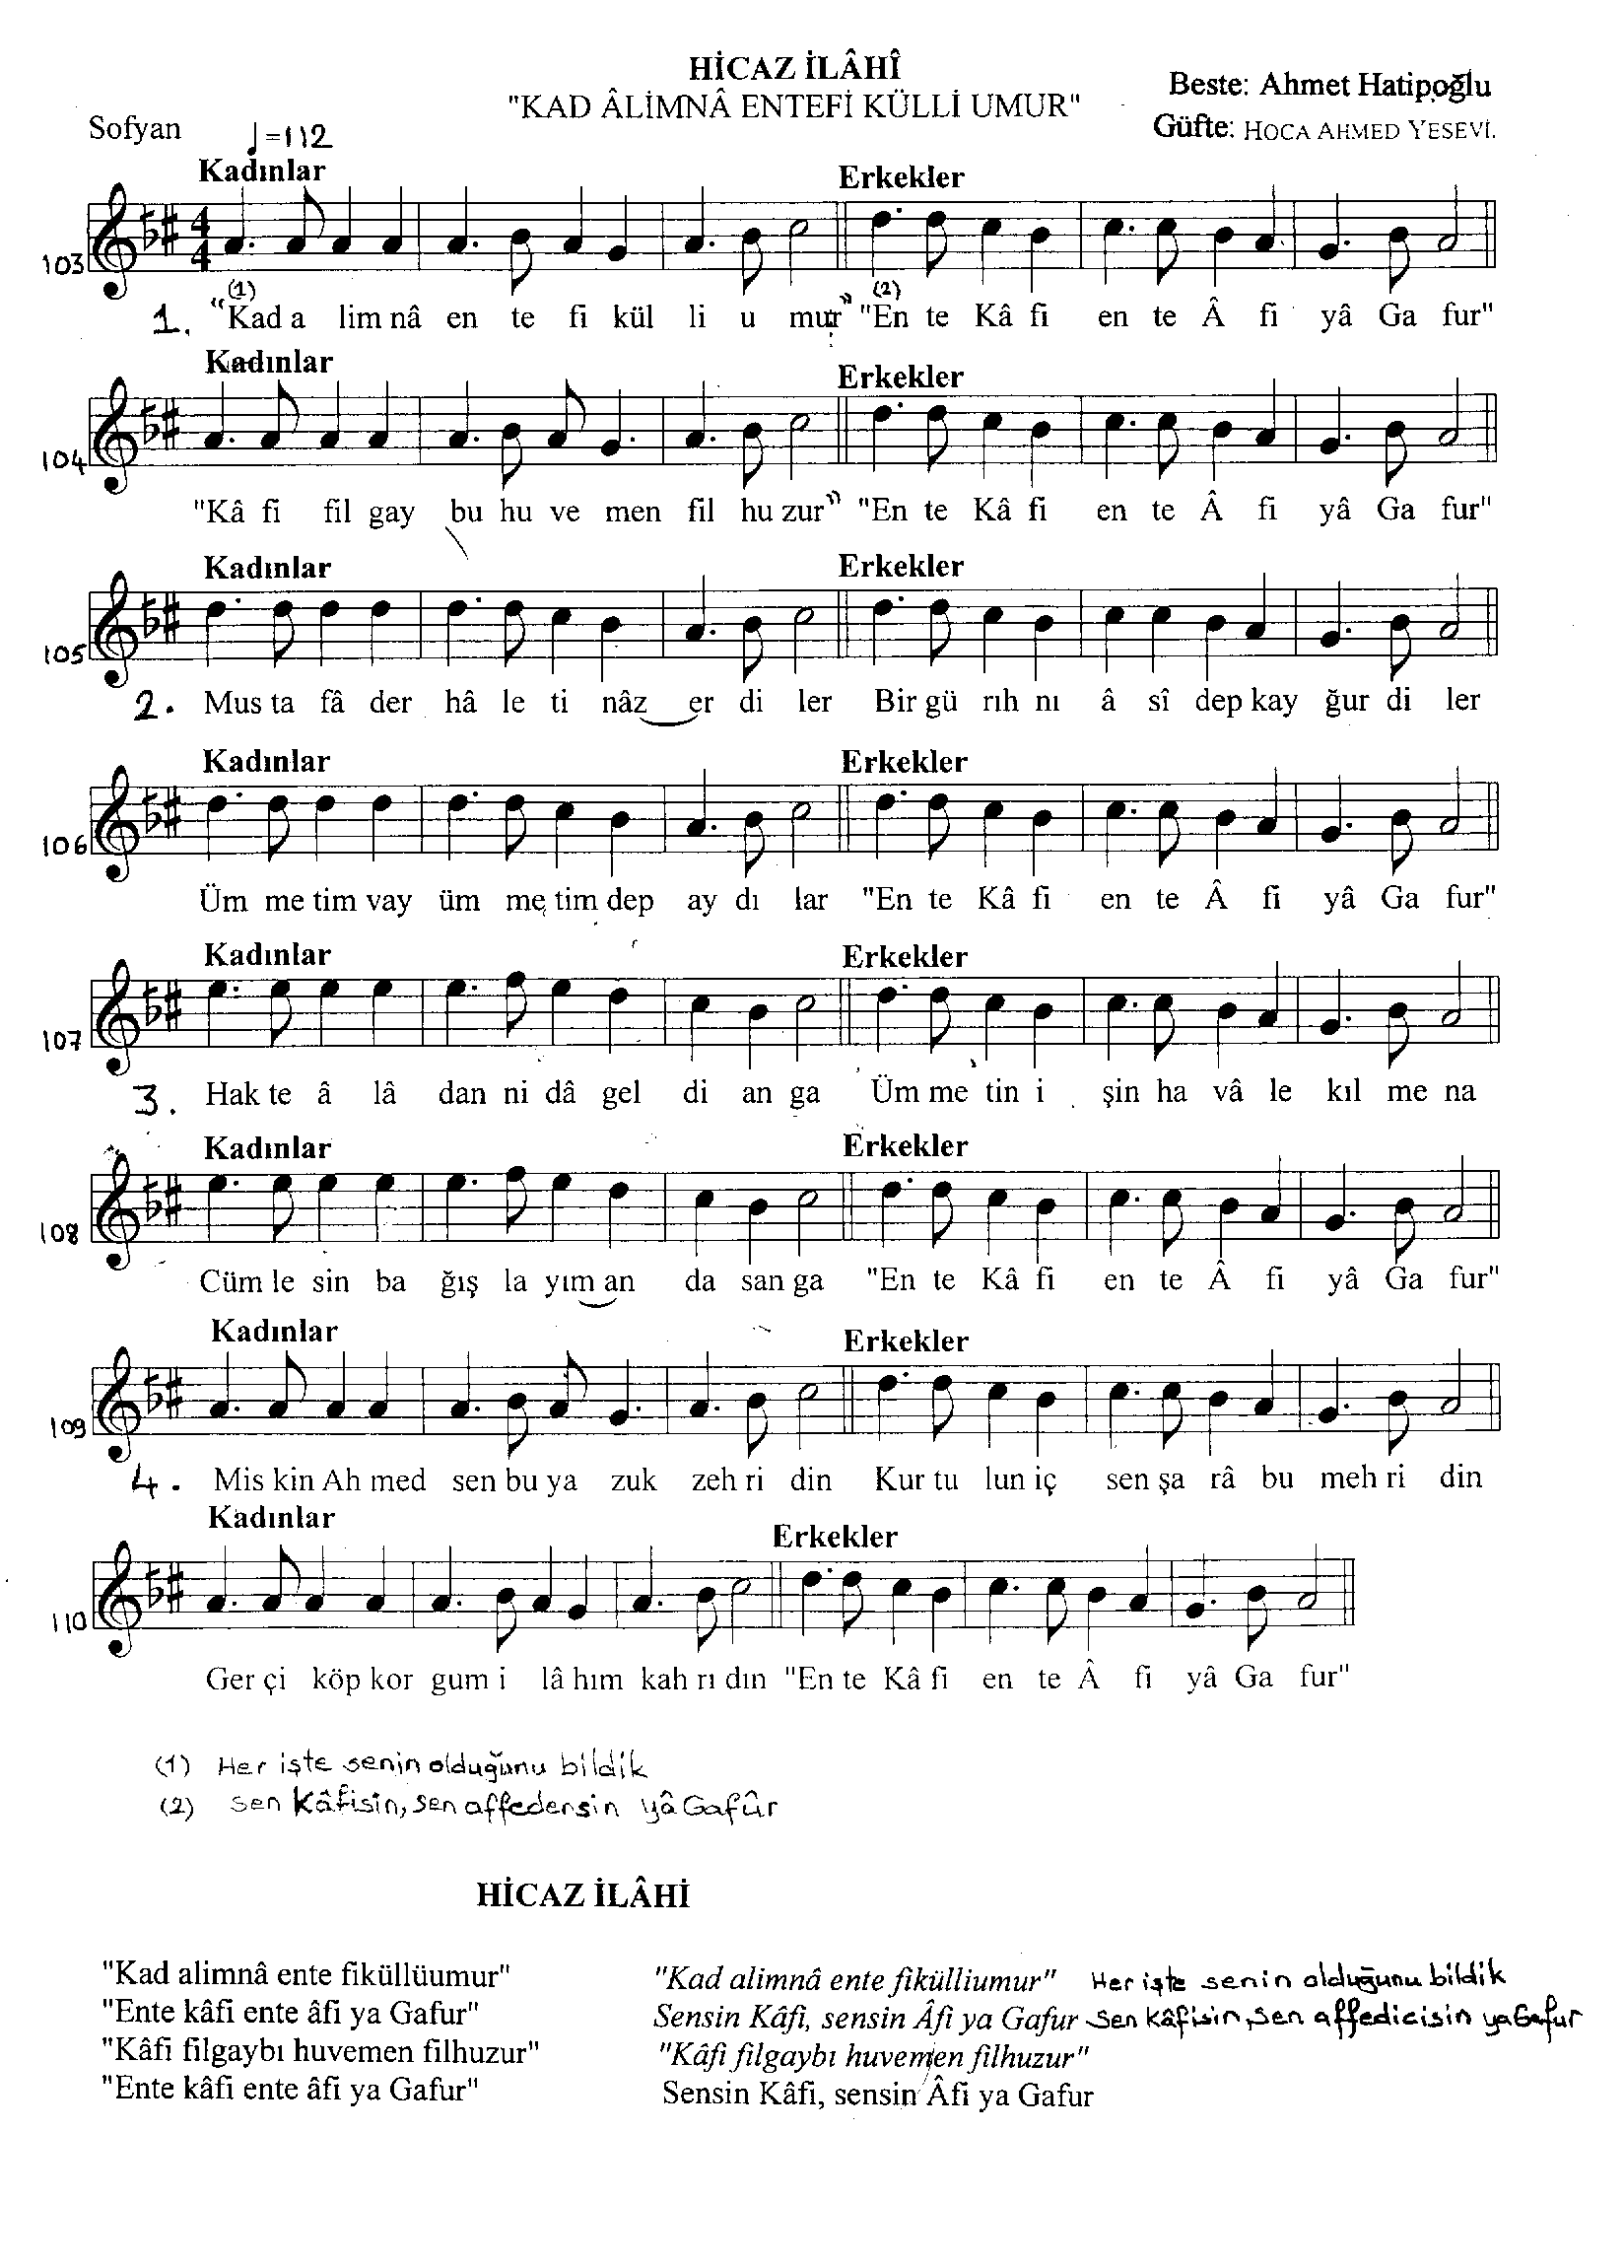 HİCAZ İLÂHÎ
"KAD ÂLİMNÂ ENTEFİ KÜLLİ UMUR"
Beste: Ahmet Hatipoğlu
Güfte: HOCA AHMED YESEVİ.
Sofyan ♩=112
Kadınlar Erkekler
4/4
103
(1) (2)
1. "Kad a lim nâ en te fi kül li u mur" "En te Kâ fi en te Â fi yâ Ga fur"
Kadınlar Erkekler
104
"Kâ fi fil gay bu hu ve men fil hu zur" "En te Kâ fi en te Â fi yâ Ga fur"
Kadınlar Erkekler
105
2. Mus ta fâ der hâ le ti nâz er di ler Bir gü rıh nı â sî dep kay ğur di ler
Kadınlar Erkekler
106
Üm me tim vay üm me tim dep ay dı lar "En te Kâ fi en te Â fi yâ Ga fur"
Kadınlar Erkekler
107
3. Hak te â lâ dan ni dâ gel di an ga Üm me tin i şin ha vâ le kıl me na
Kadınlar Erkekler
108
Cüm le sin ba ğış la yım an da san ga "En te Kâ fi en te Â fi yâ Ga fur"
Kadınlar Erkekler
109
4. Mis kin Ah med sen bu ya zuk zeh ri din Kur tu lun iç sen şa râ bu meh ri din
Kadınlar Erkekler
110
Ger çi köp kor gum i lâ hım kah rı dın "En te Kâ fi en te Â fi yâ Ga fur"
(1) Her işte senin olduğunu bildik
(2) Sen Kâfisin, sen affedersin yâ Gafûr
HİCAZ İLÂHİ
"Kad alimnâ ente fiküllüumur" "Kad alimnâ ente fikülliumur" Her işte senin olduğunu bildik
"Ente kâfi ente âfi ya Gafur" Sensin Kâfi, sensin Âfi ya Gafur Sen kâfisin, sen affedicisin ya Gafur
"Kâfi filgaybı huvemen filhuzur" "Kâfi filgaybı huvemen filhuzur"
"Ente kâfi ente âfi ya Gafur" Sensin Kâfi, sensin Âfi ya Gafur